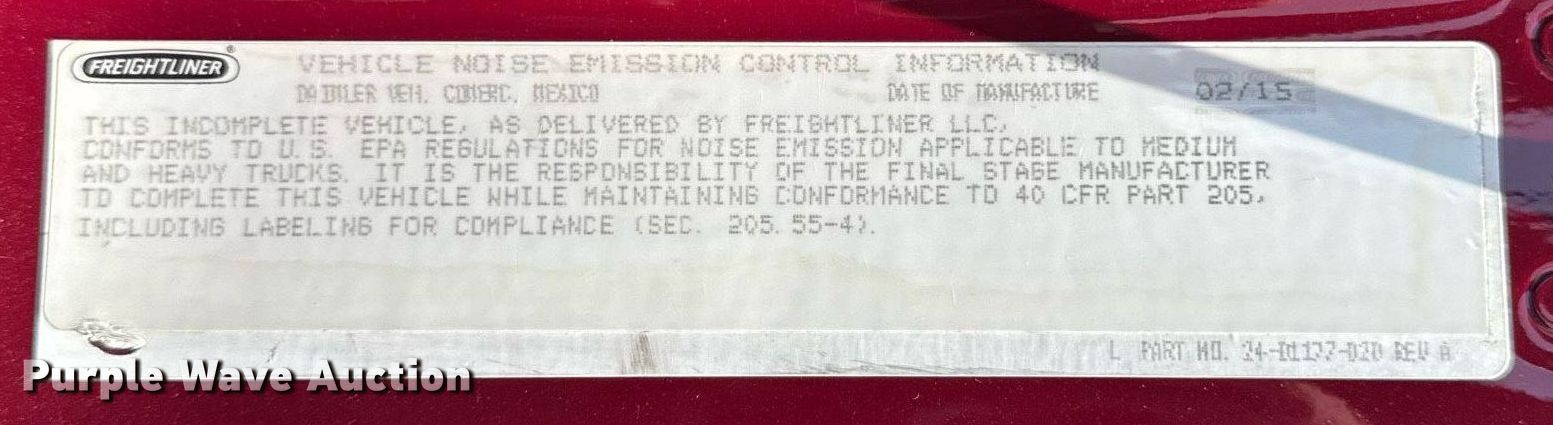 FREIGHTLINER®
VEHICLE NOISE EMISSION CONTROL INFORMATION
DAIMLER VEH. COMERC. MEXICO DATE OF MANUFACTURE 02/15
THIS INCOMPLETE VEHICLE, AS DELIVERED BY FREIGHTLINER LLC,
CONFORMS TO U.S. EPA REGULATIONS FOR NOISE EMISSION APPLICABLE TO MEDIUM
AND HEAVY TRUCKS. IT IS THE RESPONSIBILITY OF THE FINAL STAGE MANUFACTURER
TO COMPLETE THIS VEHICLE WHILE MAINTAINING CONFORMANCE TO 40 CFR PART 205,
INCLUDING LABELING FOR COMPLIANCE (SEC. 205.55-4).
L PART NO. 24-01177-020 REV A
Purple Wave Auction